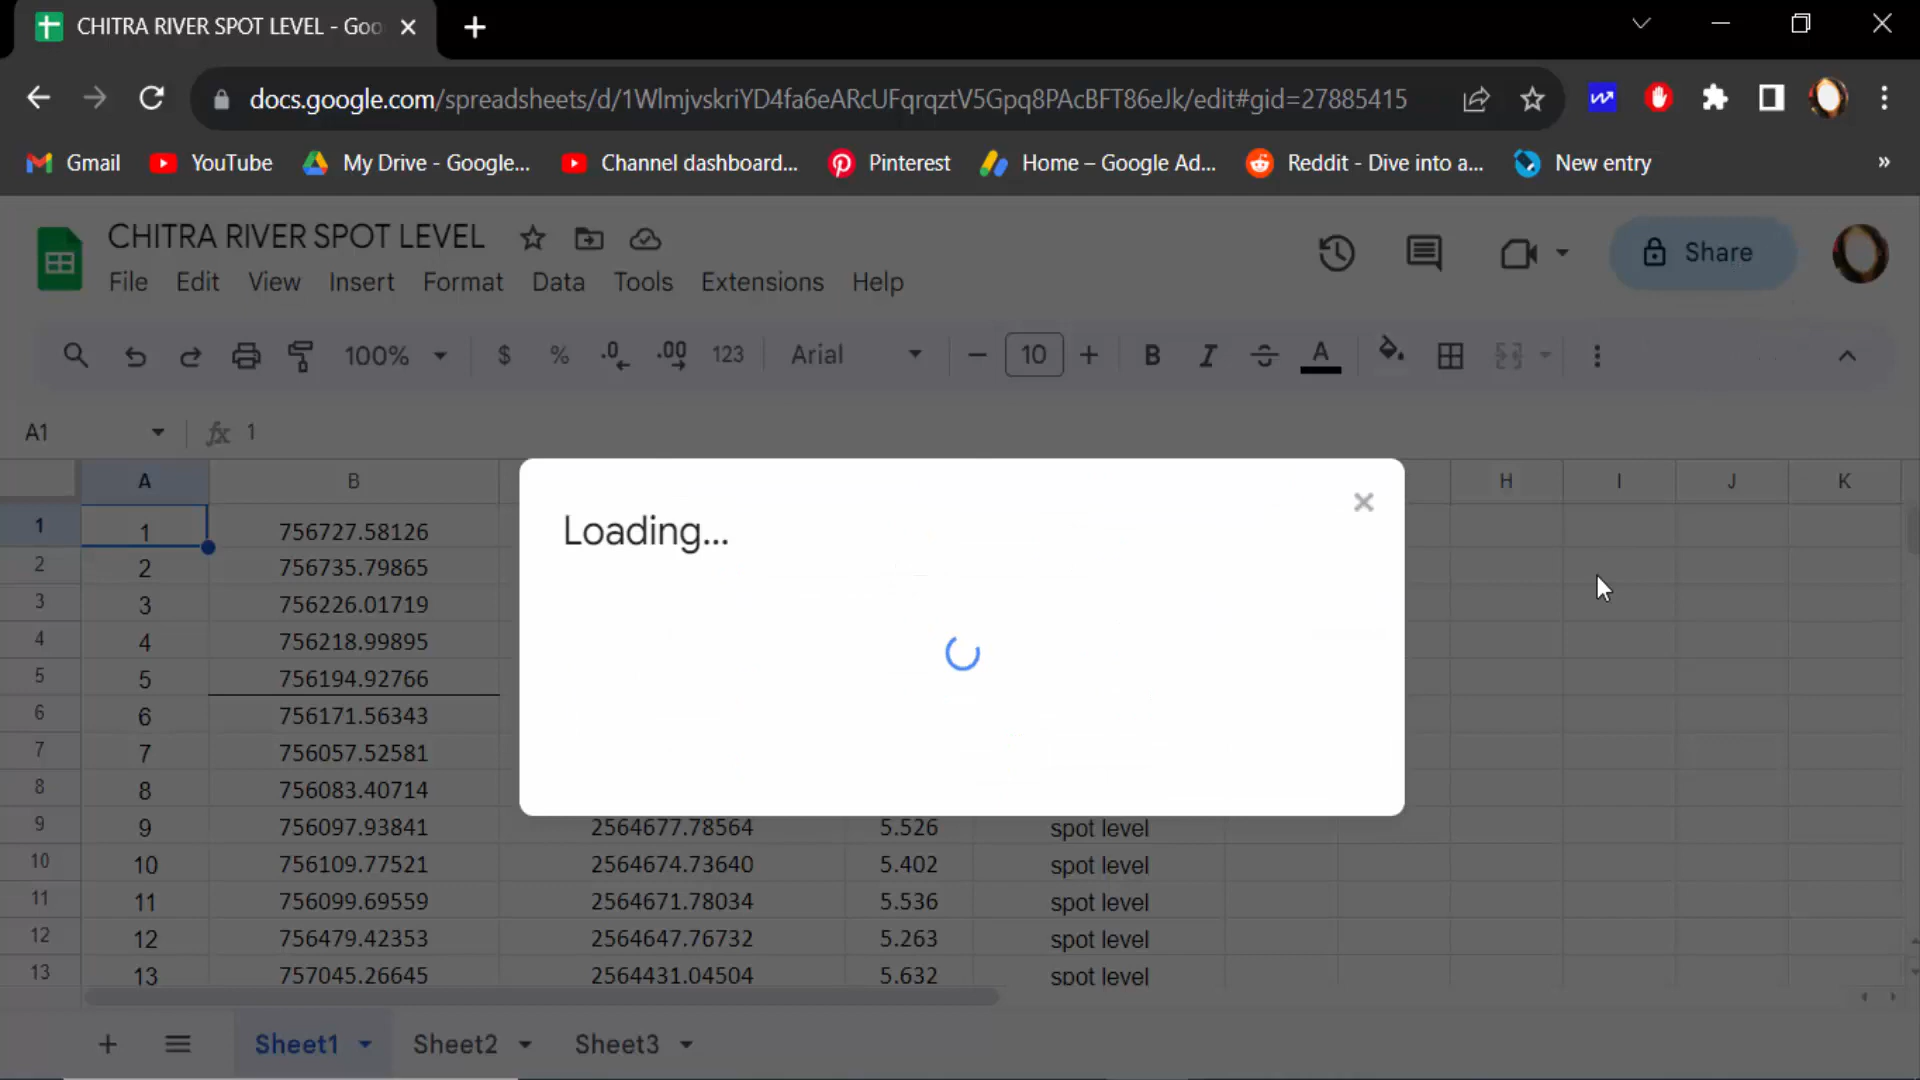 CHITRA RIVER SPOT LEVEL - Goo
docs.google.com/spreadsheets/d/1WlmjvskriYD4fa6eARcUFqrqztV5Gpq8PAcBFT86eJk/edit#gid=27885415
Gmail YouTube My Drive - Google... Channel dashboard... Pinterest Home – Google Ad... Reddit - Dive into a... New entry »
CHITRA RIVER SPOT LEVEL
Share
File Edit View Insert Format Data Tools Extensions Help
100% $ % .0 .00 123 Arial 10 B I S A
A1 fx 1
A B H I J K
1 1 756727.58126
2 2 756735.79865
3 3 756226.01719
4 4 756218.99895
5 5 756194.92766
6 6 756171.56343
7 7 756057.52581
8 8 756083.40714
Loading...
9 9 756097.93841 2564677.78564 5.526 spot level
10 10 756109.77521 2564674.73640 5.402 spot level
11 11 756099.69559 2564671.78034 5.536 spot level
12 12 756479.42353 2564647.76732 5.263 spot level
13 13 757045.26645 2564431.04504 5.632 spot level
Sheet1 Sheet2 Sheet3